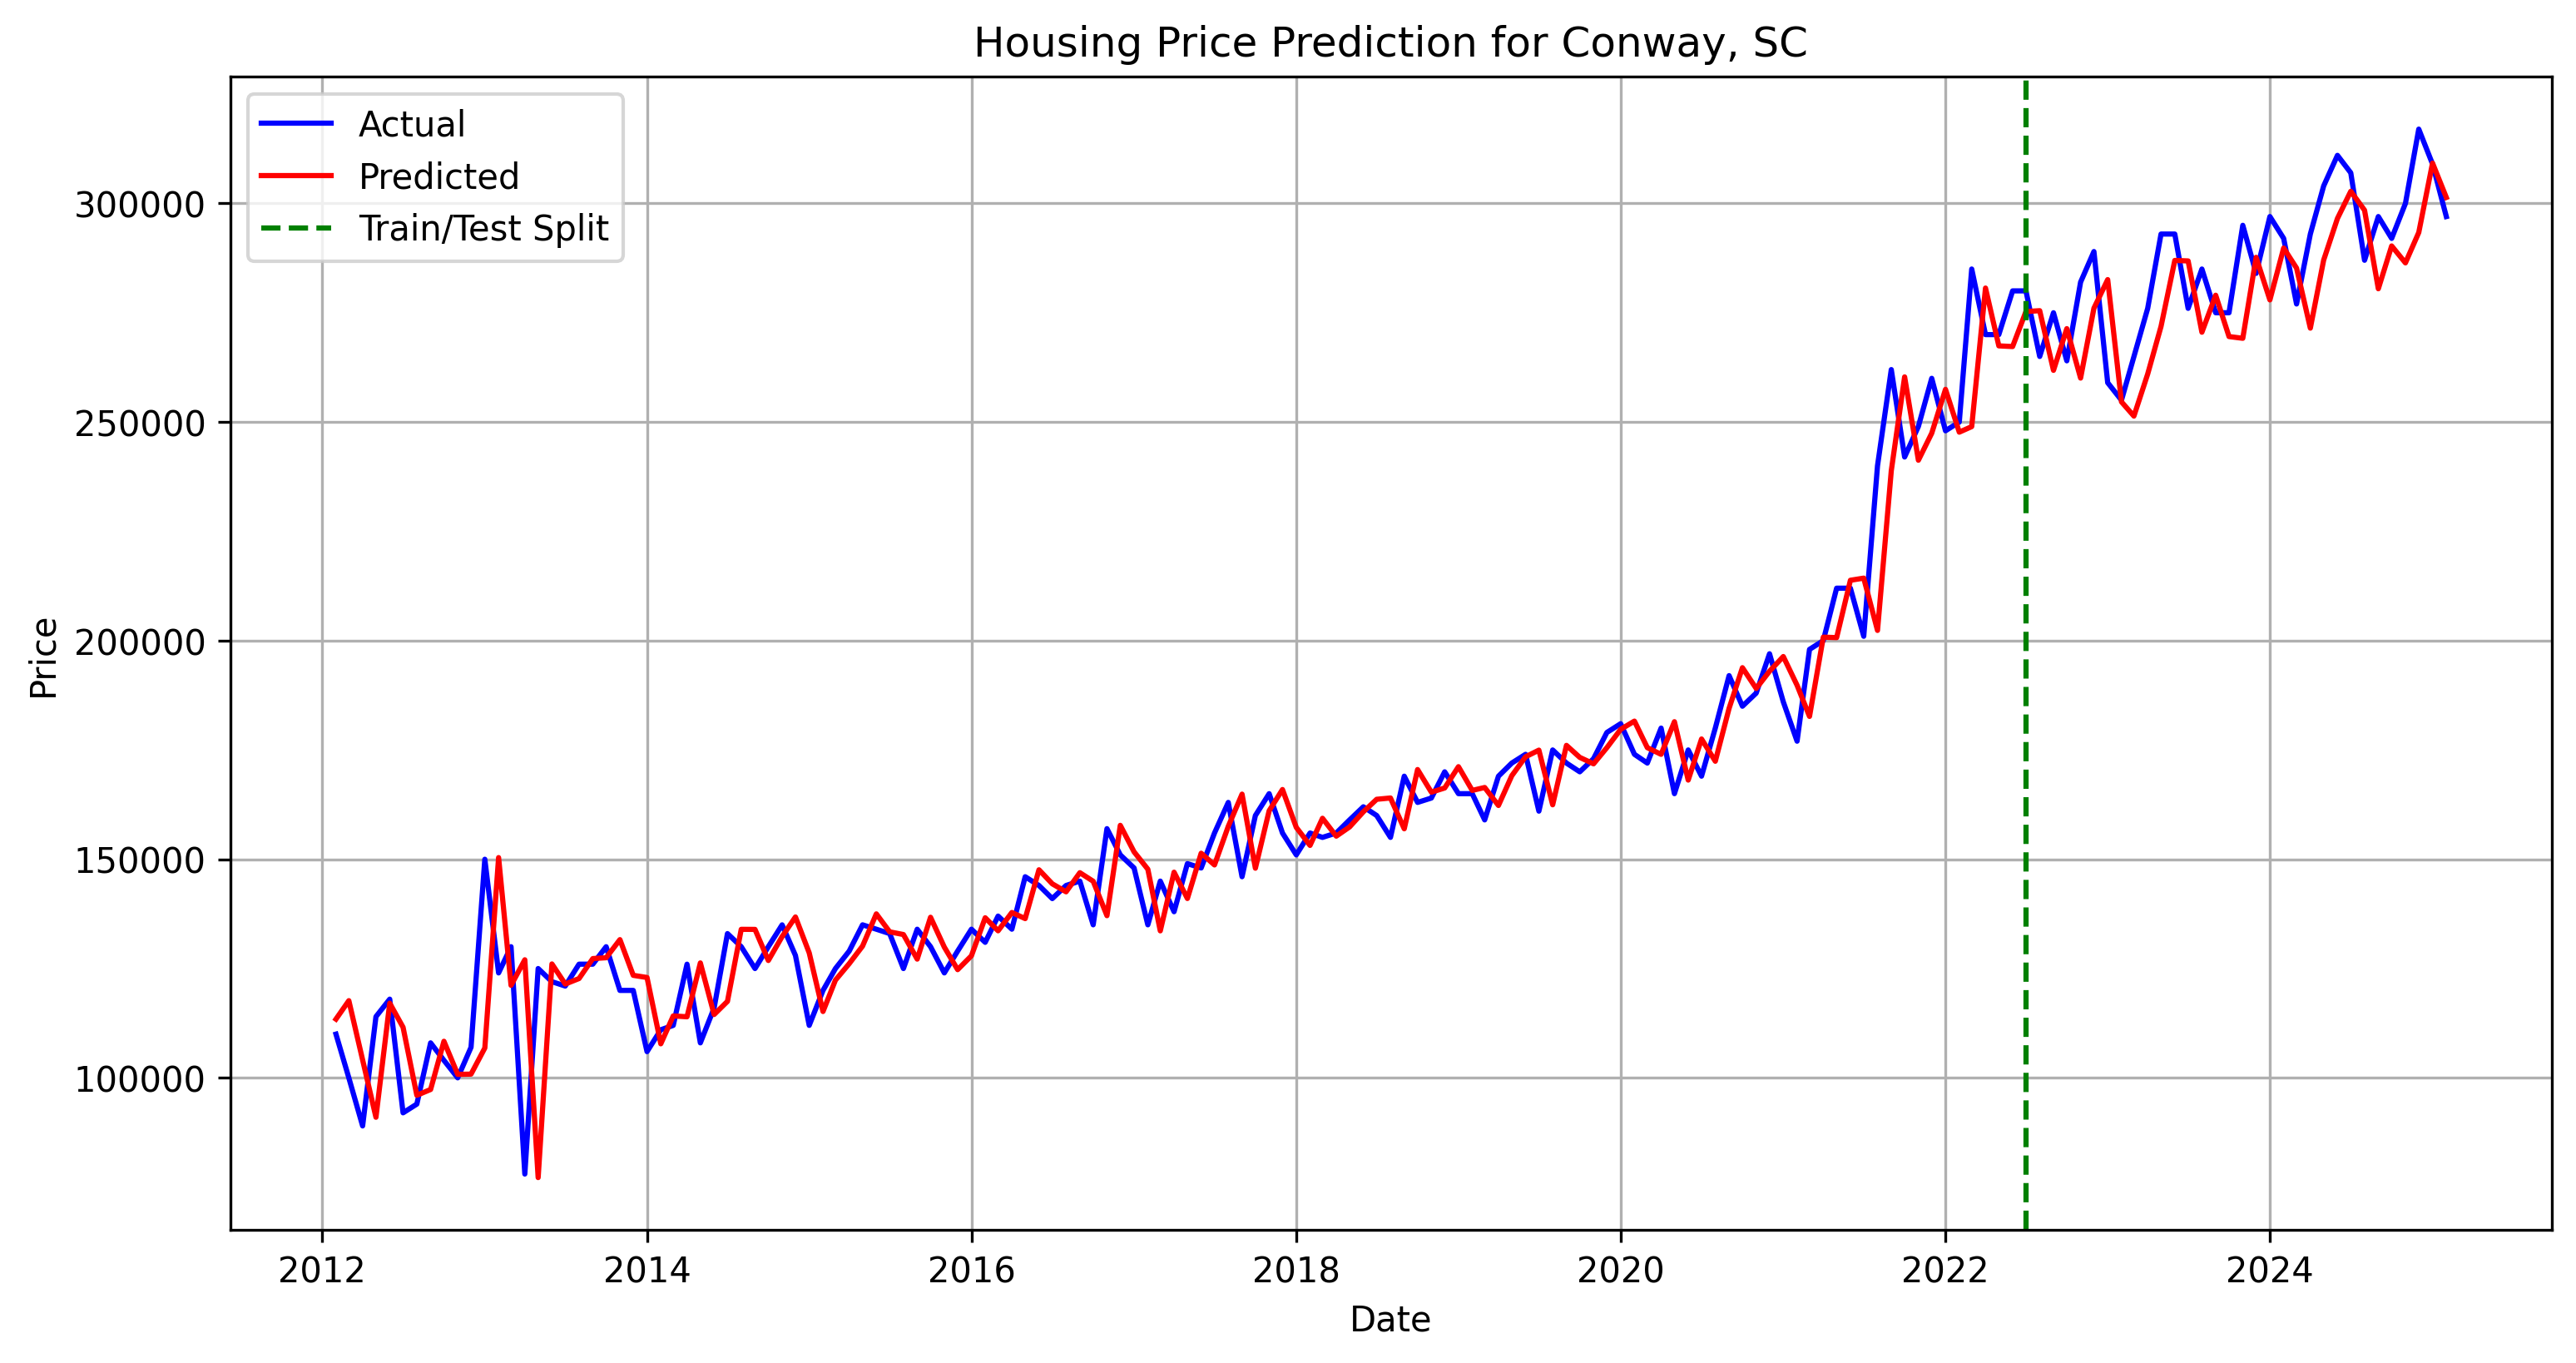 Housing Price Prediction for Conway, SC
Actual
Predicted
Train/Test Split
300000
250000
200000
150000
100000
Price
2012
2014
2016
2018
2020
2022
2024
Date